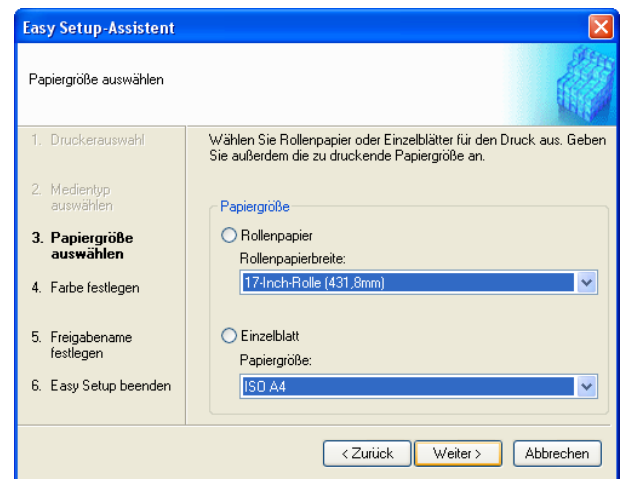 Easy Setup-Assistent
Papiergröße auswählen
1. Druckerauswahl
2. Medientyp
auswählen
3. Papiergröße
auswählen
4. Farbe festlegen
5. Freigabename
festlegen
6. Easy Setup beenden
Wählen Sie Rollenpapier oder Einzelblätter für den Druck aus. Geben
Sie außerdem die zu druckende Papiergröße an.
Papiergröße
Rollenpapier
Rollenpapierbreite:
17-Inch-Rolle (431,8mm)
Einzelblatt
Papiergröße:
ISO A4
< Zurück
Weiter >
Abbrechen